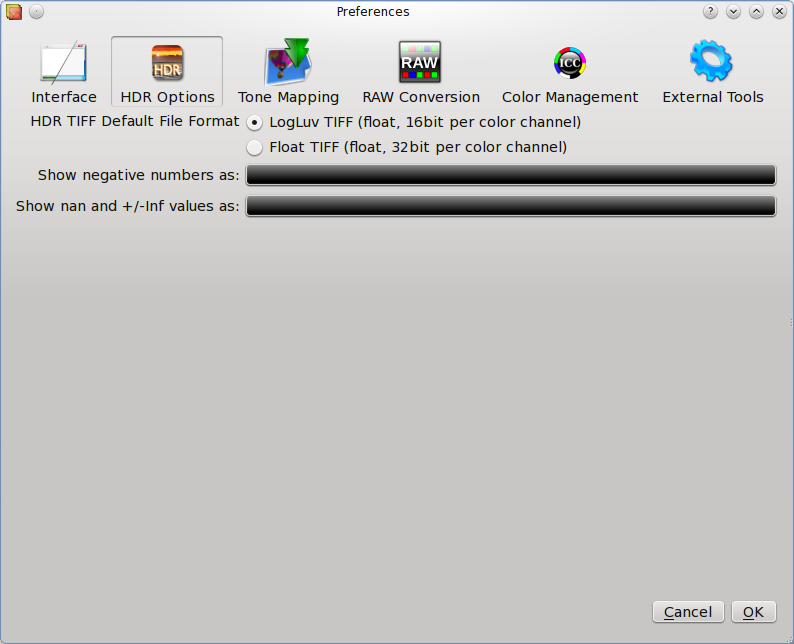 Preferences
HDR
RAW
ICC
Interface HDR Options Tone Mapping RAW Conversion Color Management External Tools
HDR TIFF Default File Format LogLuv TIFF (float, 16bit per color channel)
Float TIFF (float, 32bit per color channel)
Show negative numbers as:
Show nan and +/-Inf values as:
Cancel OK